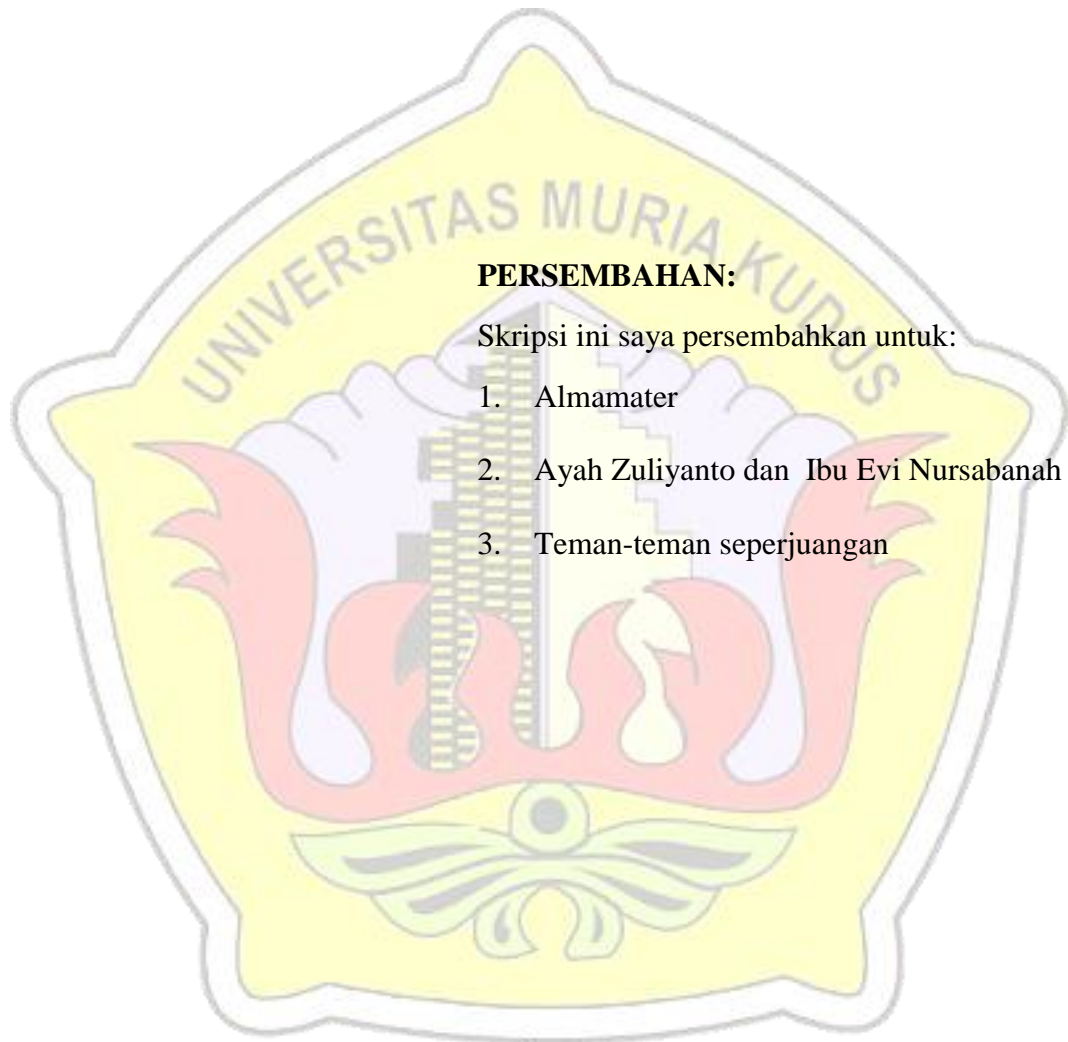 UNIVERSITAS MURIA KUDUS
PERSEMBAHAN:
Skripsi ini saya persembahkan untuk:
1. Almamater
2. Ayah Zuliyanto dan Ibu Evi Nursabanah
3. Teman-teman seperjuangan